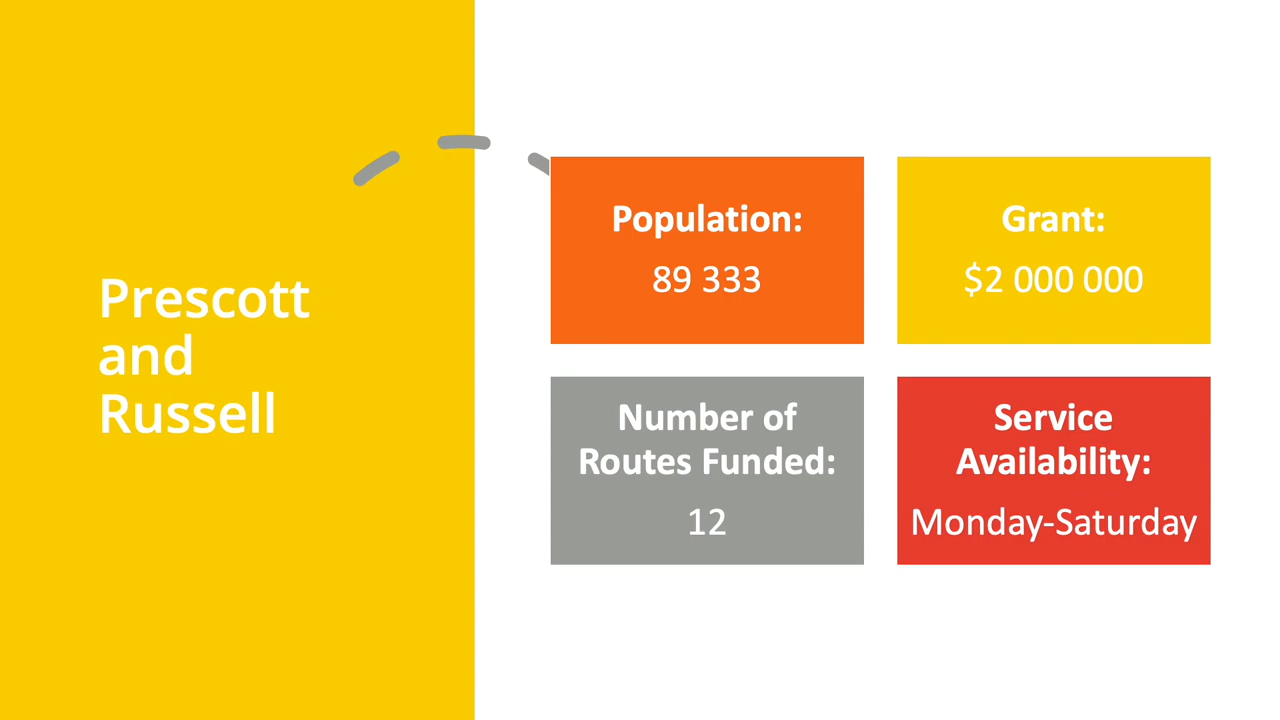 Prescott
and
Russell
Population:
89 333
Grant:
$2 000 000
Number of
Routes Funded:
12
Service
Availability:
Monday-Saturday